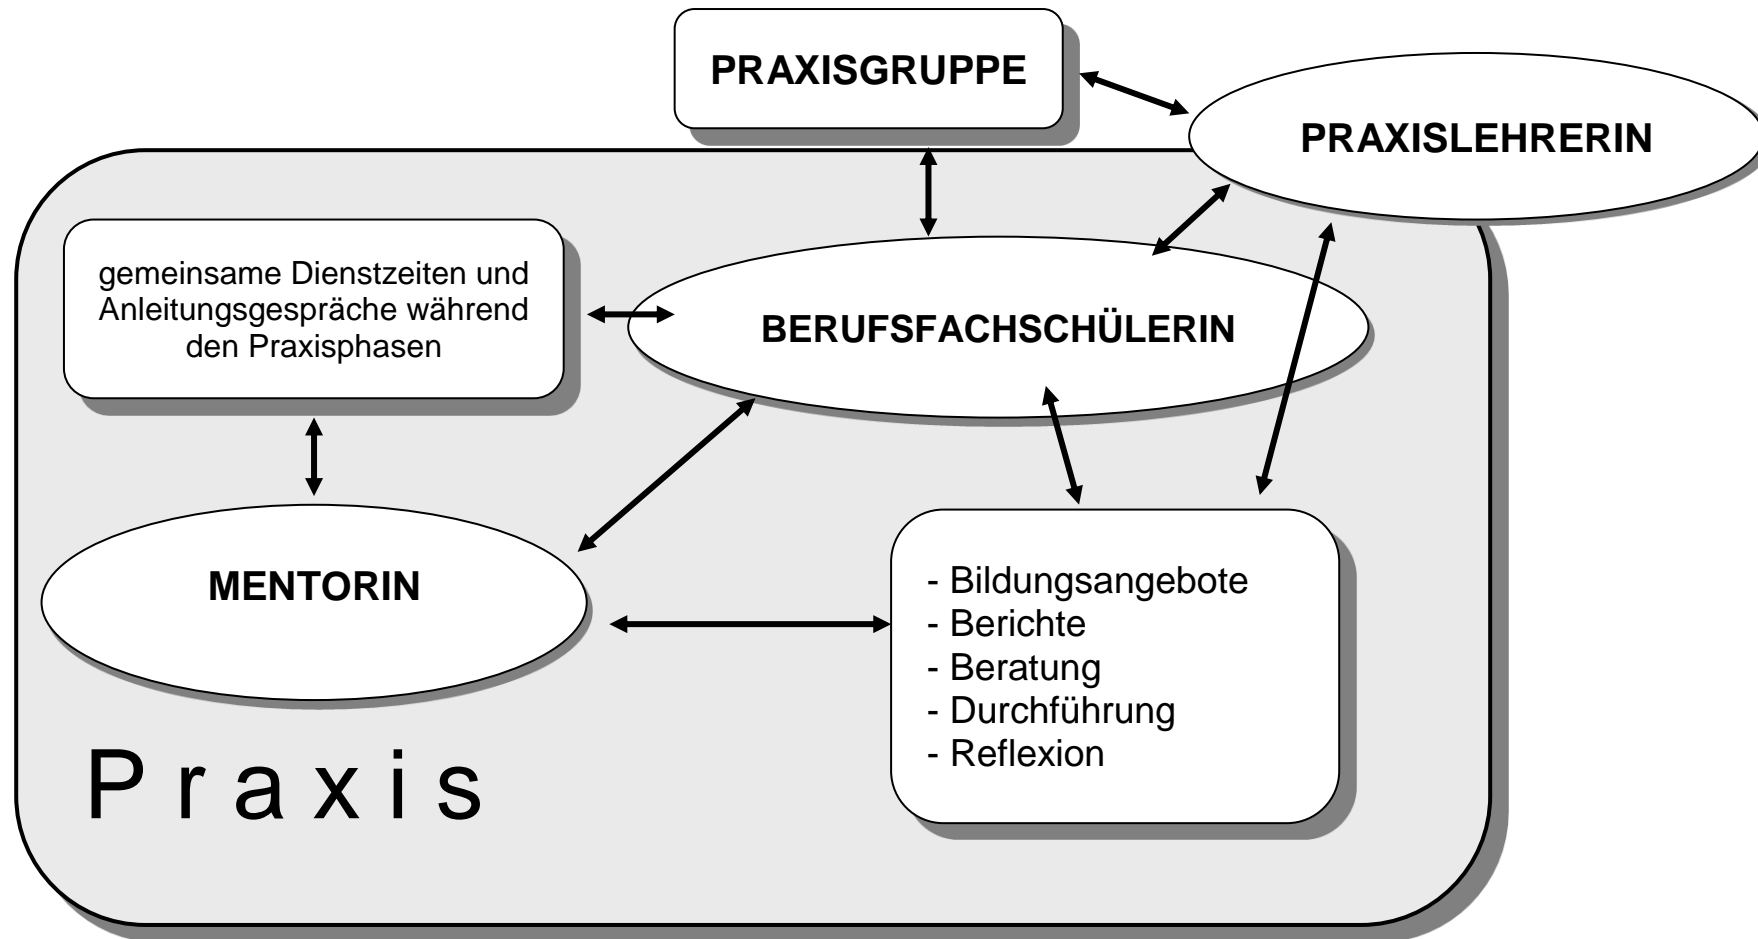 PRAXISGRUPPE
PRAXISLEHRERIN
gemeinsame Dienstzeiten und
Anleitungsgespräche während
den Praxisphasen
BERUFSFACHSCHÜLERIN
MENTORIN
- Bildungsangebote
- Berichte
- Beratung
- Durchführung
- Reflexion
P r a x i s